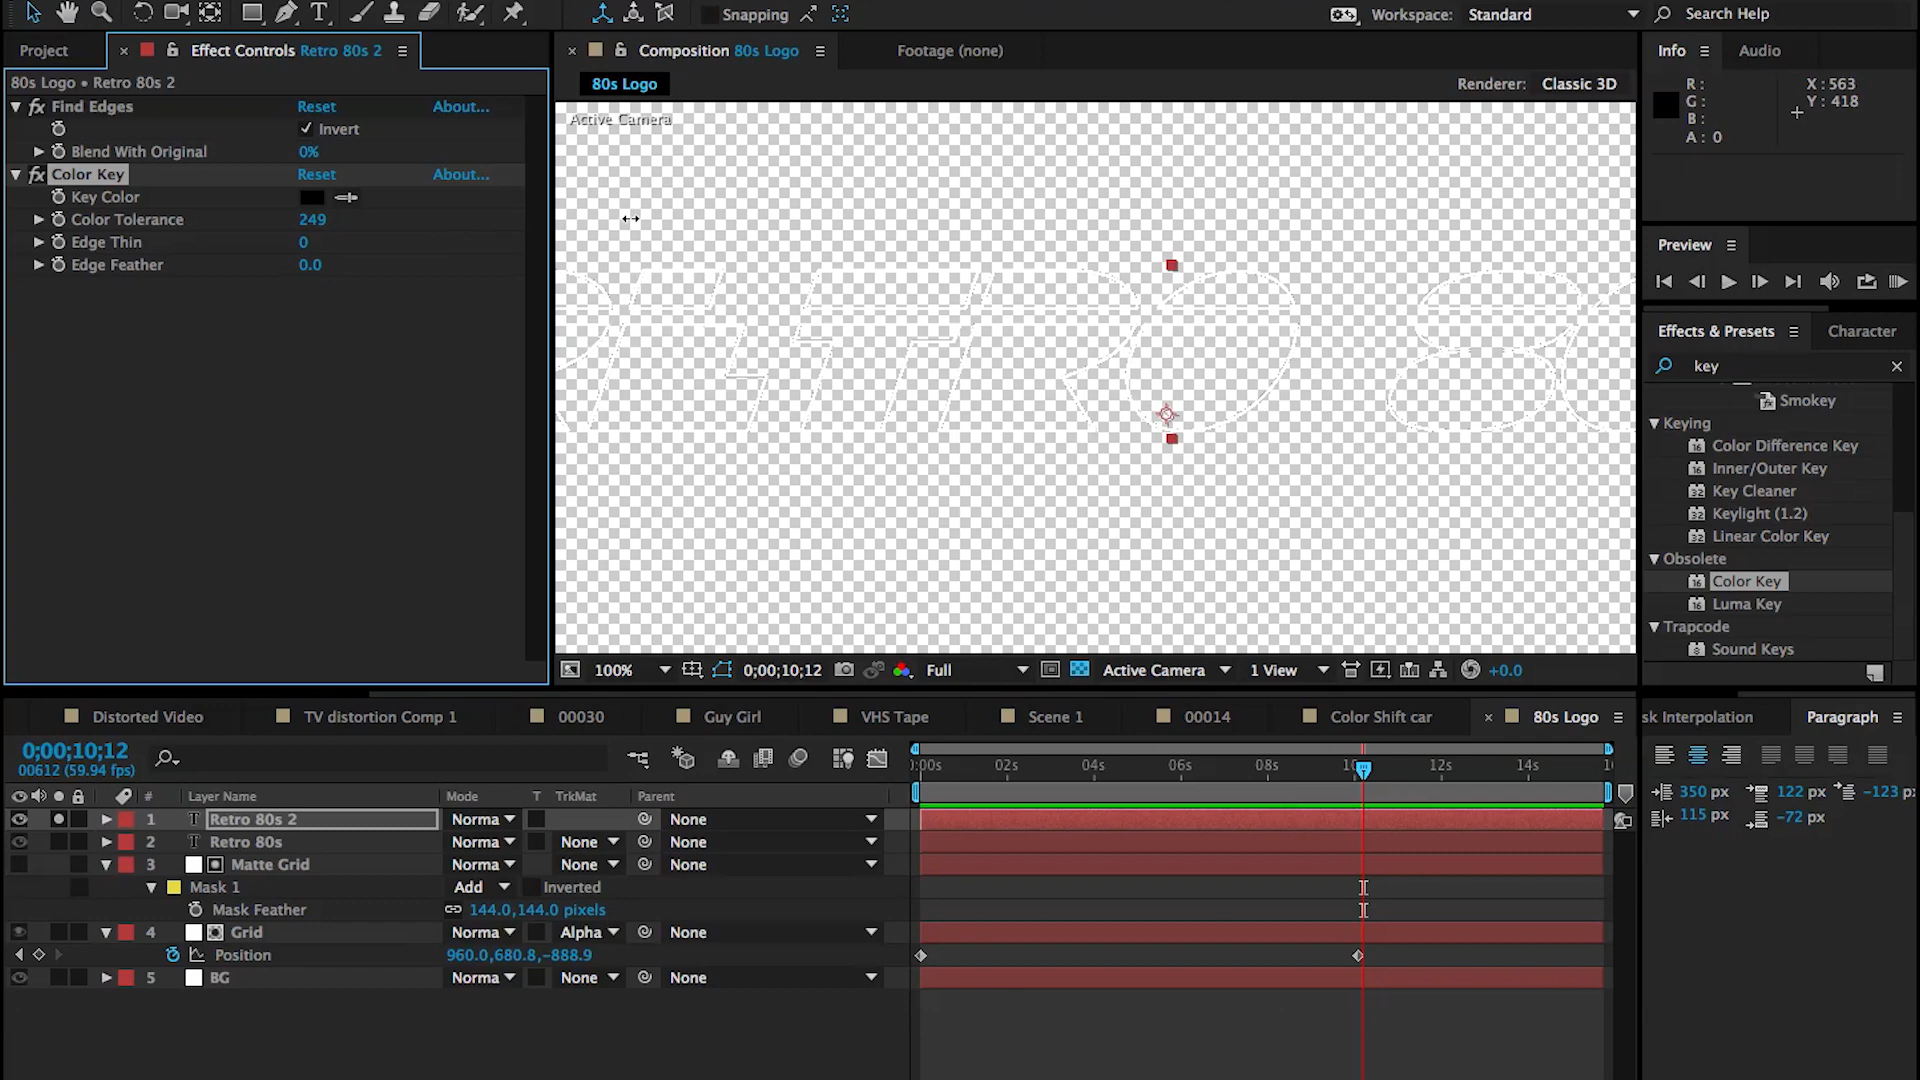 Snapping
Workspace: Standard
Search Help
Project
Effect Controls Retro 80s 2
Composition 80s Logo
Footage (none)
Info
Audio
80s Logo • Retro 80s 2
80s Logo
Renderer: Classic 3D
R :
G :
B :
A : 0
X : 563
Y : 418
fx Find Edges Reset About...
Invert
Blend With Original 0%
fx Color Key Reset About...
Key Color
Color Tolerance 249
Edge Thin 0
Edge Feather 0.0
Active Camera
Preview
Effects & Presets
Character
key
Smokey
Keying
Color Difference Key
Inner/Outer Key
Key Cleaner
Keylight (1.2)
Linear Color Key
Obsolete
Color Key
Luma Key
Trapcode
Sound Keys
100%
0;00;10;12
Full
Active Camera
1 View
+0.0
Distorted Video
TV distortion Comp 1
00030
Guy Girl
VHS Tape
Scene 1
00014
Color Shift car
80s Logo
sk Interpolation
Paragraph
0;00;10;12
00612 (59.94 fps)
):00s 02s 04s 06s 08s 10s 12s 14s
# Layer Name Mode T TrkMat Parent
1 T Retro 80s 2 Norma None
2 T Retro 80s Norma None None
3 Matte Grid Norma None None
Mask 1 Add Inverted
Mask Feather 144.0,144.0 pixels
4 Grid Norma Alpha None
Position 960.0,680.8,-888.9
5 BG Norma None None
350 px 122 px -123 px
115 px -72 px